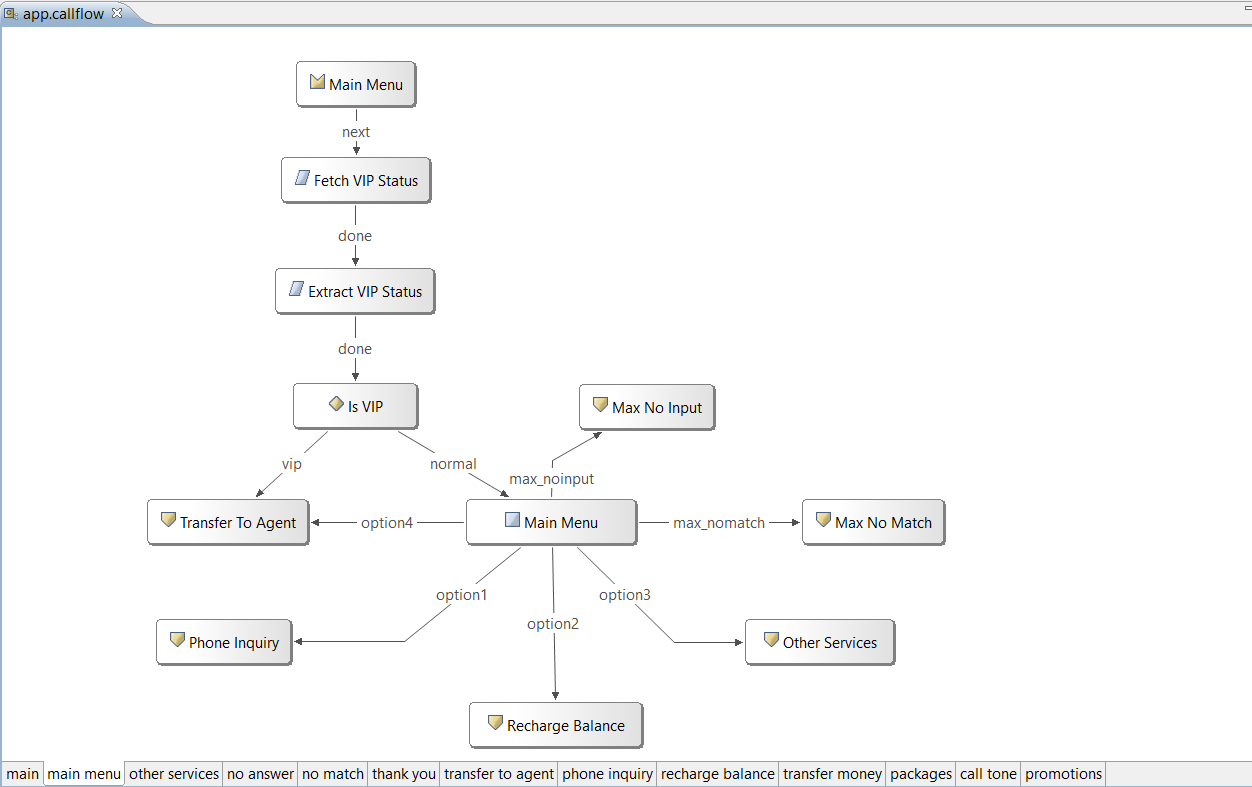 app.callflow
Main Menu
next
Fetch VIP Status
done
Extract VIP Status
done
Is VIP
Max No Input
vip
normal
max_noinput
Transfer To Agent
option4
Main Menu
max_nomatch
Max No Match
option1
option3
option2
Phone Inquiry
Other Services
Recharge Balance
main main menu other services no answer no match thank you transfer to agent phone inquiry recharge balance transfer money packages call tone promotions